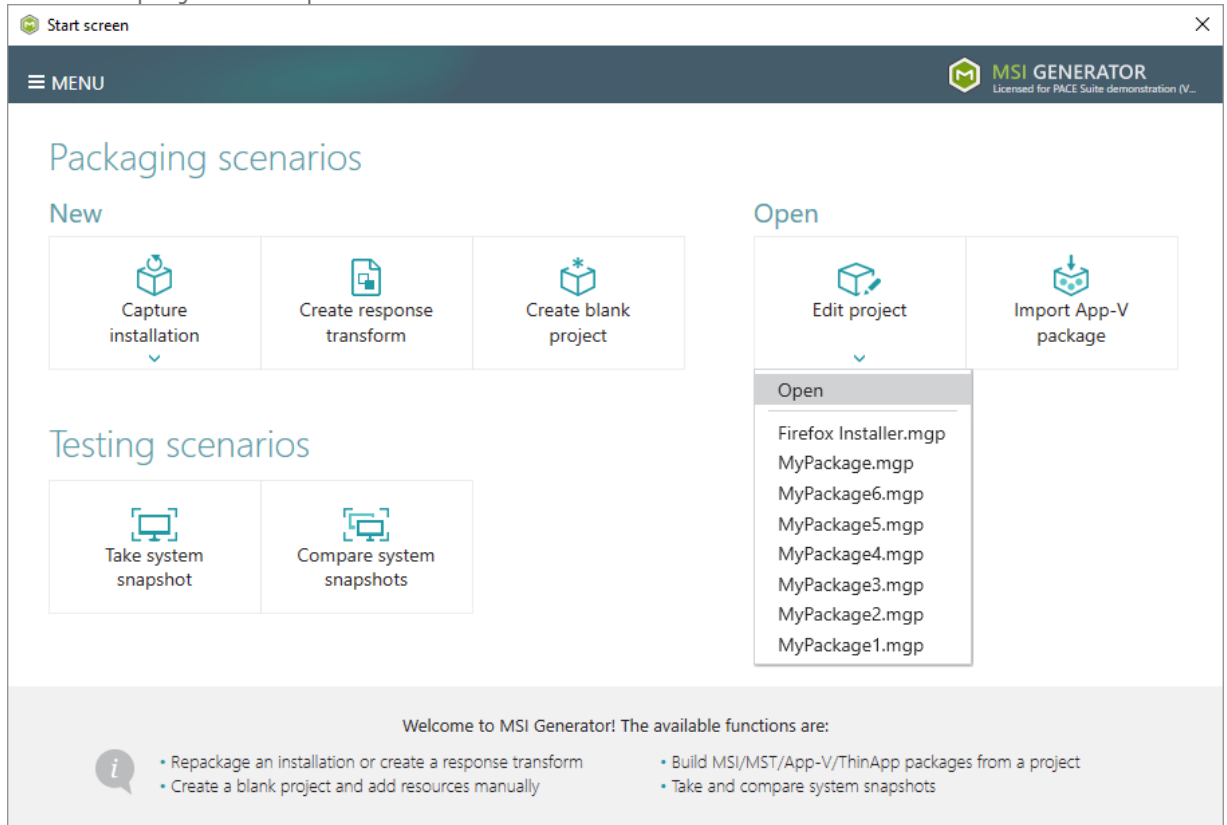 Start screen
MENU
MSI GENERATOR
Licensed for PACE Suite demonstration (V...
Packaging scenarios
New
Capture
installation
Create response
transform
Create blank
project
Open
Edit project
Import App-V
package
Open
Firefox Installer.mgp
MyPackage.mgp
MyPackage6.mgp
MyPackage5.mgp
MyPackage4.mgp
MyPackage3.mgp
MyPackage2.mgp
MyPackage1.mgp
Testing scenarios
Take system
snapshot
Compare system
snapshots
Welcome to MSI Generator! The available functions are:
• Repackage an installation or create a response transform
• Create a blank project and add resources manually
• Build MSI/MST/App-V/ThinApp packages from a project
• Take and compare system snapshots